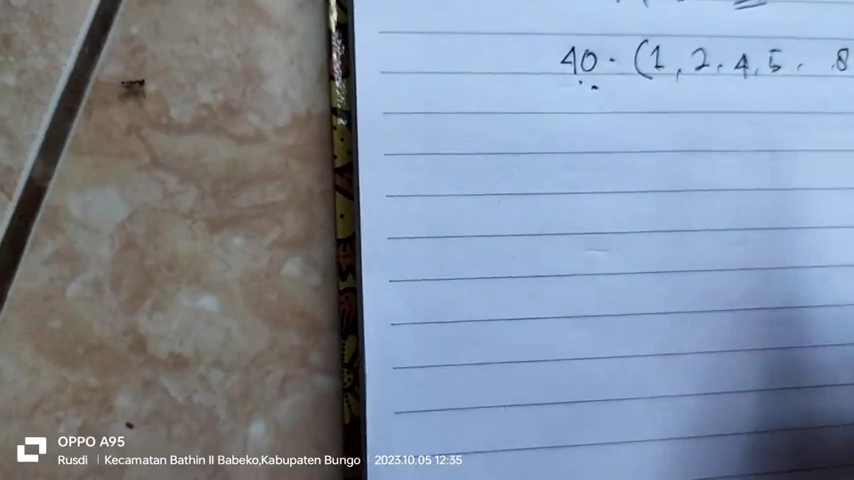 40 . (1, 2, 4, 5, 8
OPPO A95
Rusdi | Kecamatan Bathin II Babeko,Kabupaten Bungo | 2023.10.05 12:35